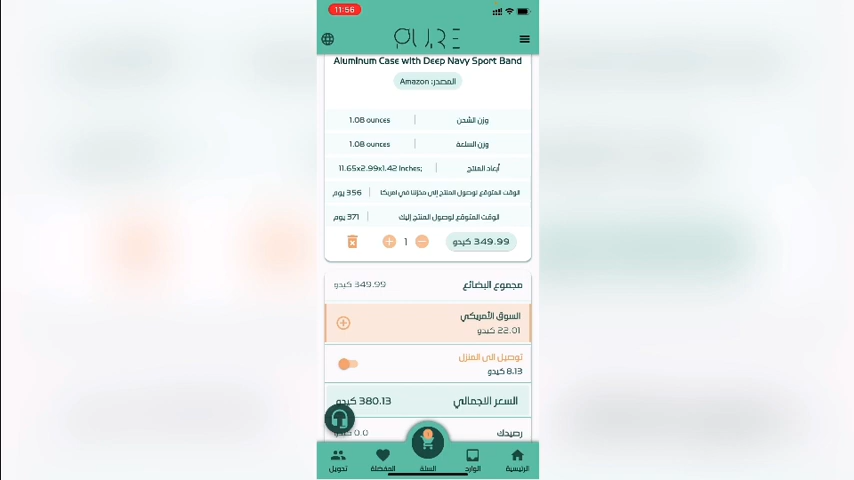 11:56
PURE
Aluminum Case with Deep Navy Sport Band
المصدر: Amazon
وزن الشحن 1.08 ounces
وزن السلعة 1.08 ounces
أبعاد المنتج 11.65x2.99x1.42 Inches;
الوقت المتوقع لوصول المنتج إلى مخزننا في امريكا 356 يوم
الوقت المتوقع لوصول المنتج إليك 371 يوم
349.99 كيدو 1
مجموع البضائع 349.99 كيدو
السوق الأمريكي
22.01 كيدو
توصيل الى المنزل
8.13 كيدو
السعر الاجمالي 380.13 كيدو
رصيدك 0.0 كيدو
الرئيسية الوارد السلة المفضلة تحويل